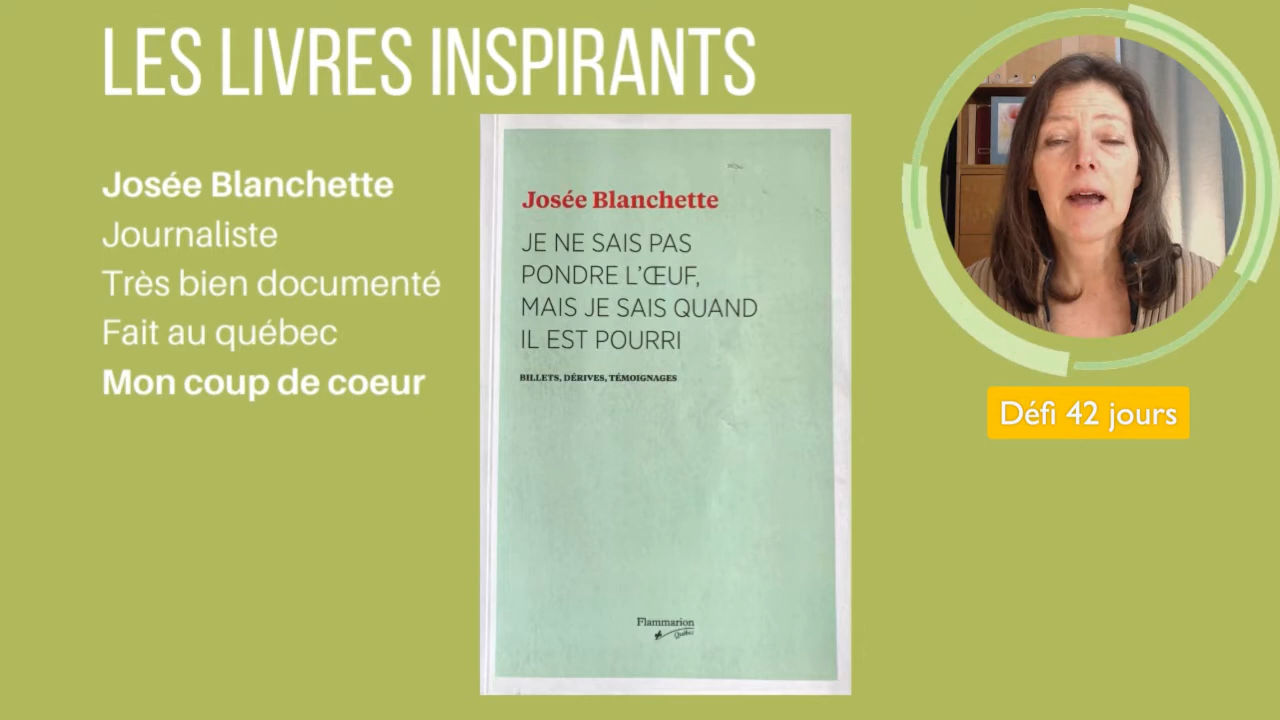 LES LIVRES INSPIRANTS
Josée Blanchette
Journaliste
Très bien documenté
Fait au québec
Mon coup de coeur
Josée Blanchette
JE NE SAIS PAS
PONDRE L'ŒUF,
MAIS JE SAIS QUAND
IL EST POURRI
BILLETS, DÉRIVES, TÉMOIGNAGES
Flammarion
Québec
Défi 42 jours